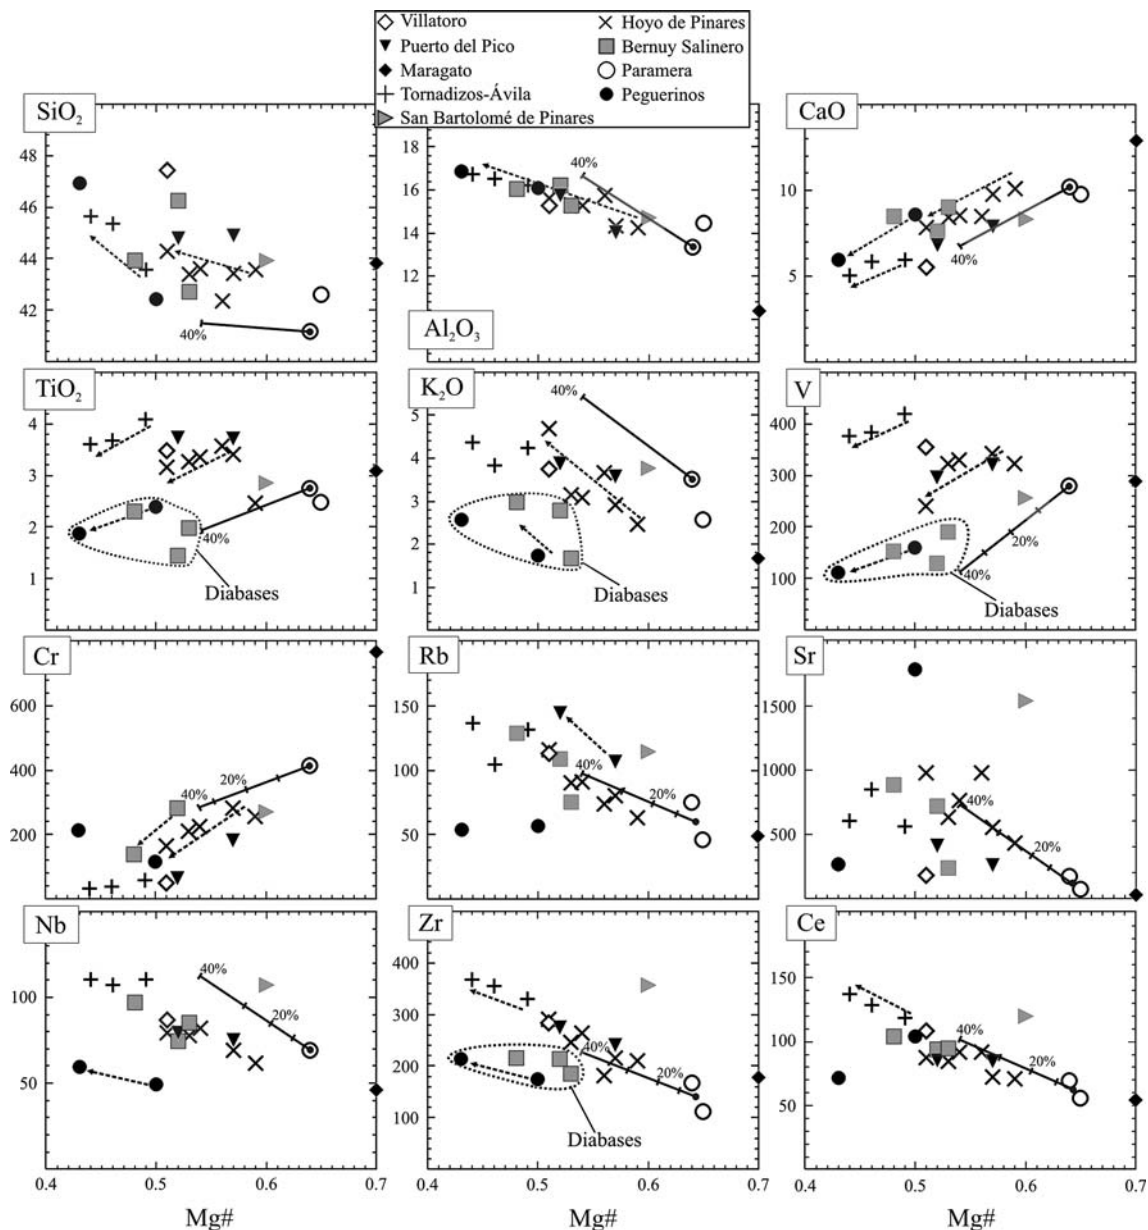 Villatoro
Puerto del Pico
Maragato
Tornadizos-Ávila
San Bartolomé de Pinares
Hoyo de Pinares
Bernuy Salinero
Paramera
Peguerinos
SiO2
48
46
44
42
40%
18
16
14
12
40%
Al2O3
CaO
10
5
40%
TiO2
4
3
2
1
40%
Diabases
K2O
5
4
3
2
1
40%
Diabases
V
400
300
200
100
20%
40%
Diabases
Cr
600
400
200
20%
40%
Rb
150
100
50
40%
20%
Sr
1500
1000
500
40%
20%
Nb
100
50
40%
20%
0.4
0.5
0.6
0.7
Mg#
Zr
400
300
200
100
40%
20%
Diabases
0.4
0.5
0.6
0.7
Mg#
Ce
150
100
50
40%
20%
0.4
0.5
0.6
0.7
Mg#